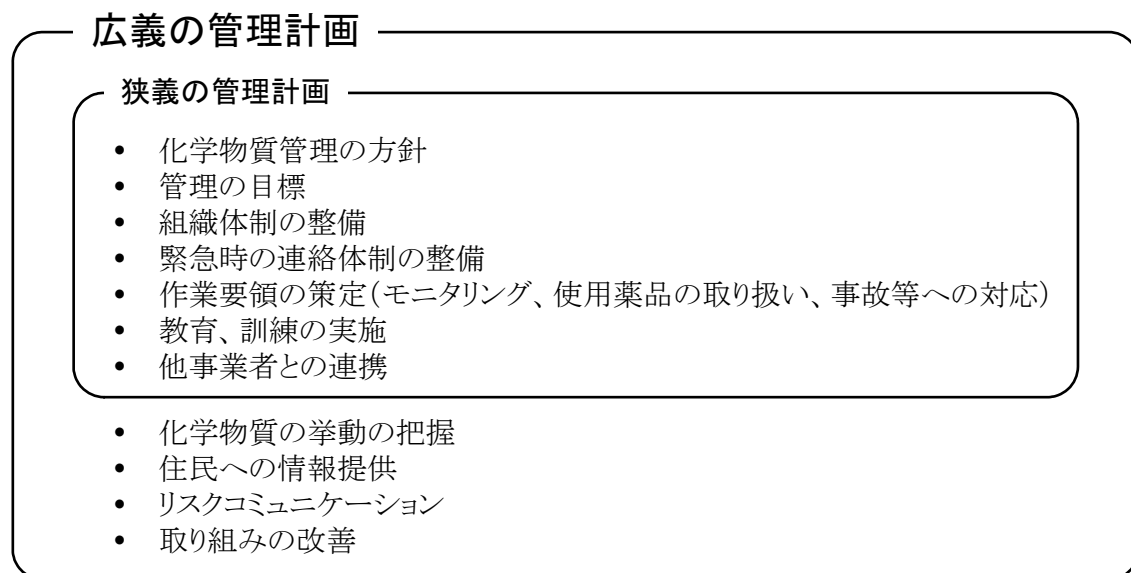 広義の管理計画
狭義の管理計画
• 化学物質管理の方針
• 管理の目標
• 組織体制の整備
• 緊急時の連絡体制の整備
• 作業要領の策定(モニタリング、使用薬品の取り扱い、事故等への対応)
• 教育、訓練の実施
• 他事業者との連携
• 化学物質の挙動の把握
• 住民への情報提供
• リスクコミュニケーション
• 取り組みの改善